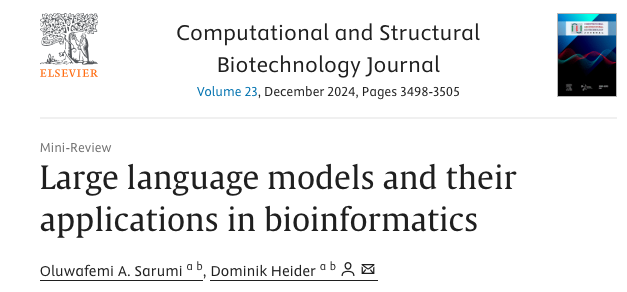 ELSEVIER
Computational and Structural
Biotechnology Journal
Volume 23, December 2024, Pages 3498-3505
Mini-Review
Large language models and their
applications in bioinformatics
Oluwafemi A. Sarumi a b, Dominik Heider a b